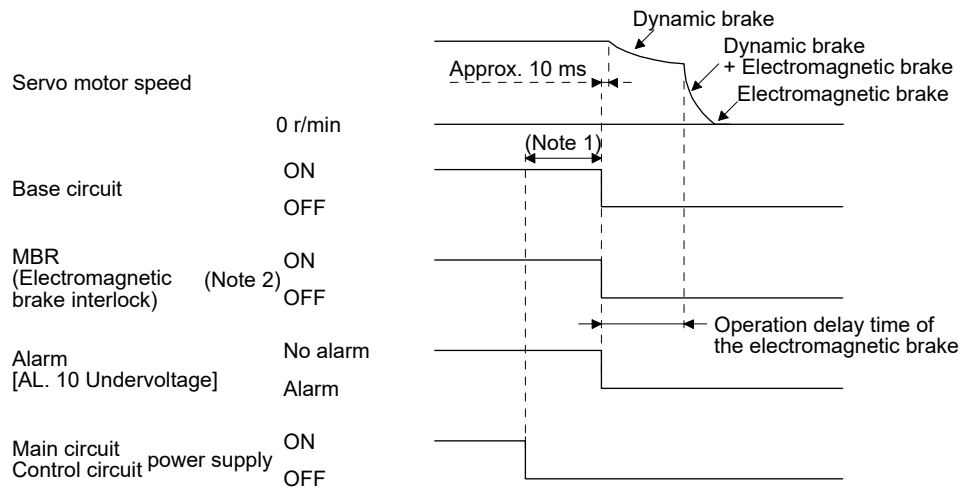 Dynamic brake
Dynamic brake
+ Electromagnetic brake
Electromagnetic brake
Approx. 10 ms
Servo motor speed
0 r/min
(Note 1)
ON
Base circuit
OFF
MBR
(Electromagnetic
brake interlock)
(Note 2)
ON
OFF
Operation delay time of
the electromagnetic brake
No alarm
Alarm
[AL. 10 Undervoltage]
Alarm
ON
Main circuit
Control circuit
power supply
OFF